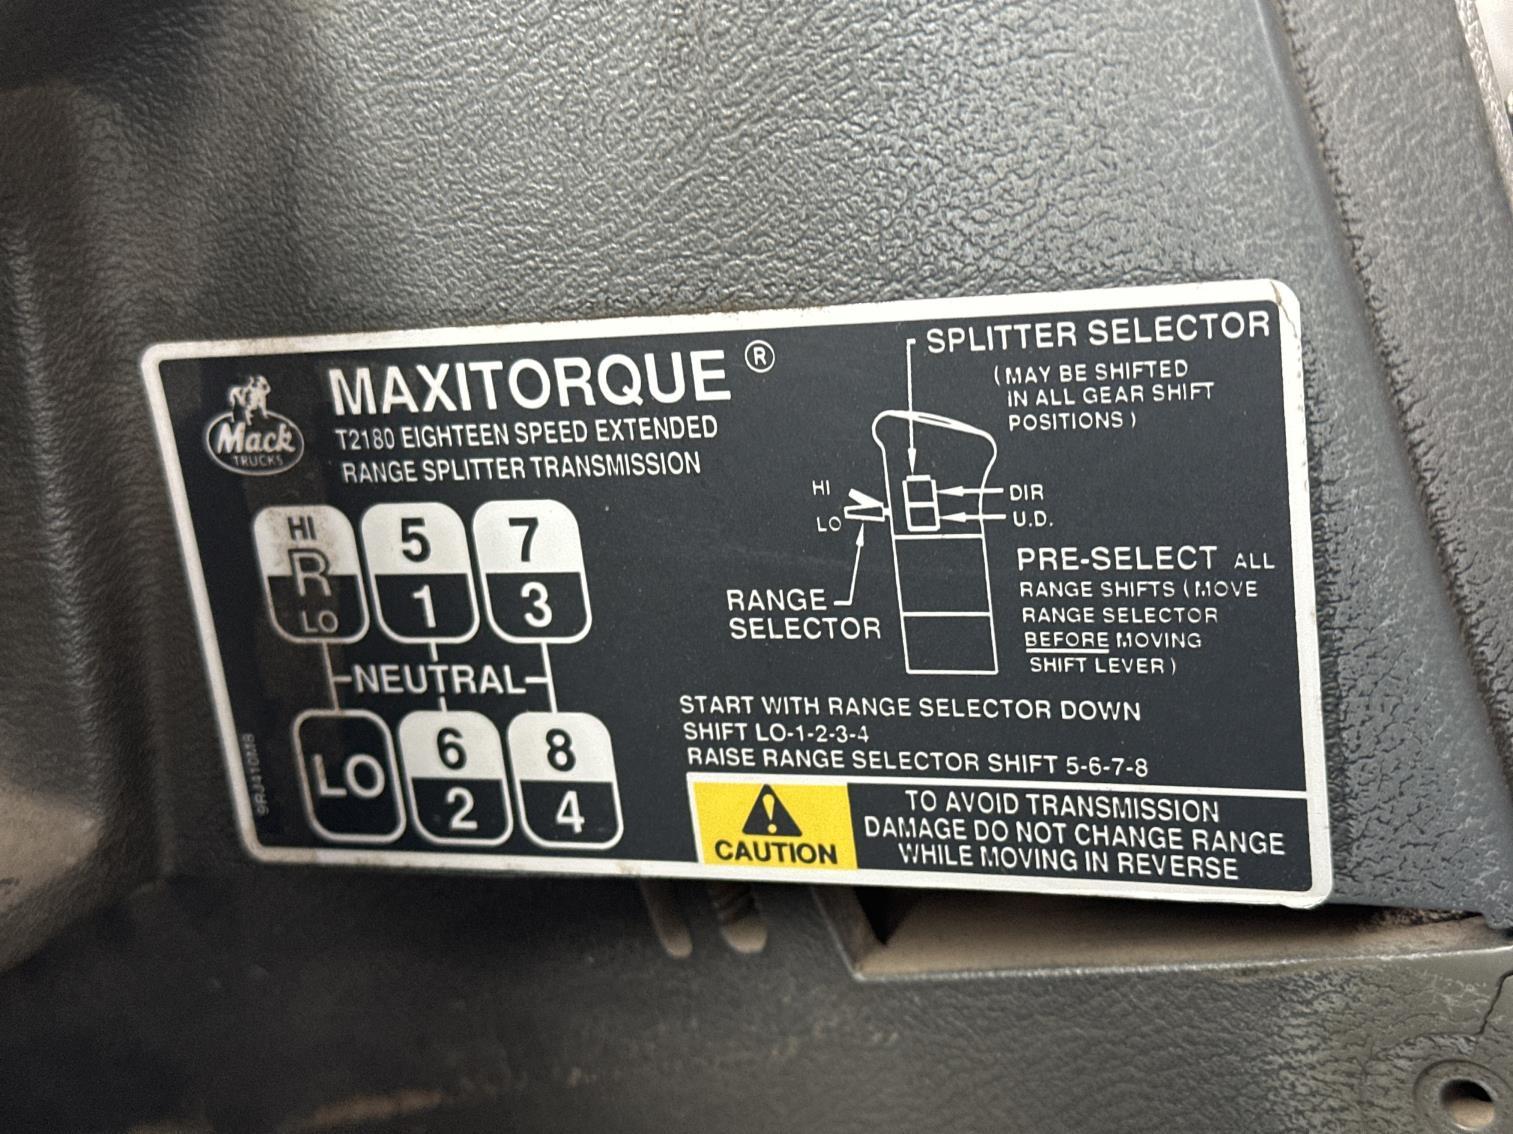 MAXITORQUE ®
T2180 EIGHTEEN SPEED EXTENDED
RANGE SPLITTER TRANSMISSION
Mack
TRUCKS
HI
R
LO
5
1
7
3
NEUTRAL
LO
6
2
8
4
SPLITTER SELECTOR
(MAY BE SHIFTED
IN ALL GEAR SHIFT
POSITIONS)
HI
LO
DIR
U.D.
RANGE
SELECTOR
PRE-SELECT ALL
RANGE SHIFTS (MOVE
RANGE SELECTOR
BEFORE MOVING
SHIFT LEVER)
START WITH RANGE SELECTOR DOWN
SHIFT LO-1-2-3-4
RAISE RANGE SELECTOR SHIFT 5-6-7-8
CAUTION
TO AVOID TRANSMISSION
DAMAGE DO NOT CHANGE RANGE
WHILE MOVING IN REVERSE